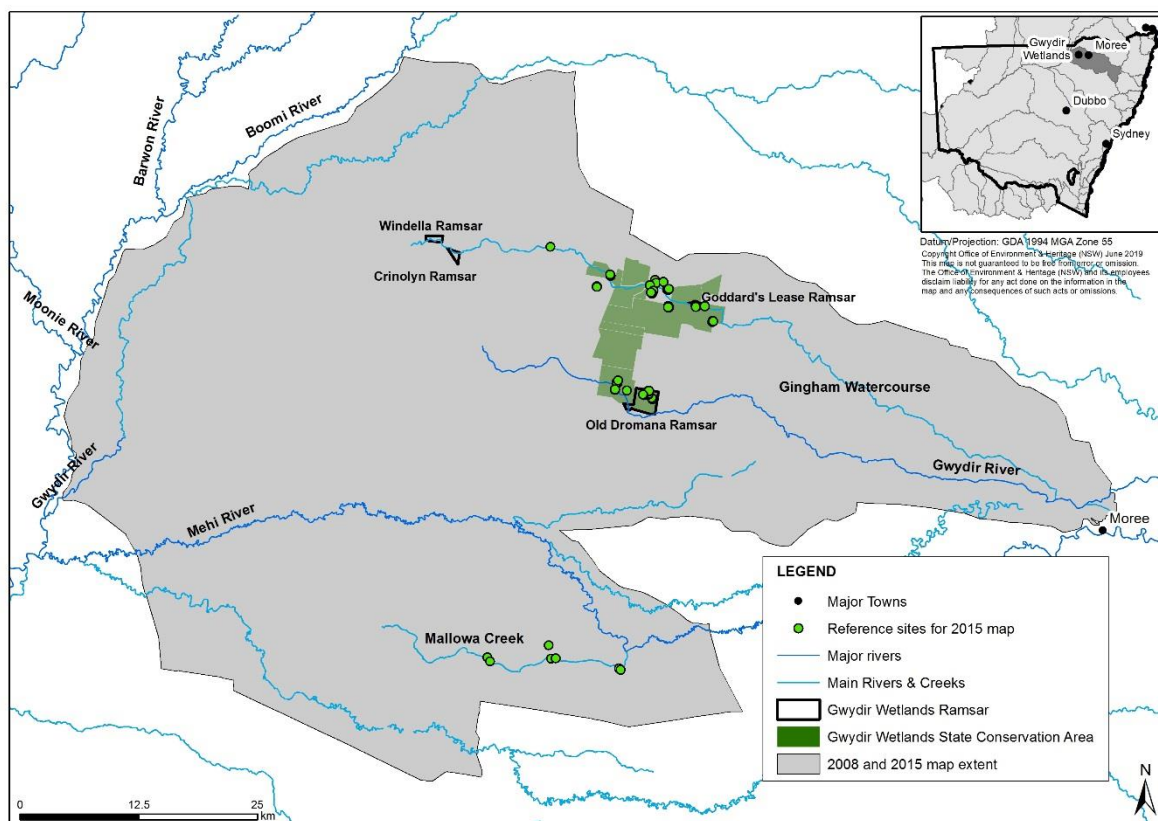 Gwydir
Wetlands
Moree
Dubbo
Sydney
Datum/Projection: GDA 1994 MGA Zone 55
Copyright Office of Environment & Heritage (NSW) June 2019
This map is not guaranteed to be free from error or omission.
The Office of Environment & Heritage (NSW) and its employees
disclaim liability for any act done on the information in the
map and any consequences of such acts or omissions.
Barwon River
Boomi River
Windella Ramsar
Crinolyn Ramsar
Goddard's Lease Ramsar
Moonie River
Gingham Watercourse
Old Dromana Ramsar
Gwydir River
Gwydir River
Mehi River
Moree
Mallowa Creek
LEGEND
Major Towns
Reference sites for 2015 map
Major rivers
Main Rivers & Creeks
Gwydir Wetlands Ramsar
Gwydir Wetlands State Conservation Area
2008 and 2015 map extent
N
0 12.5 25
km